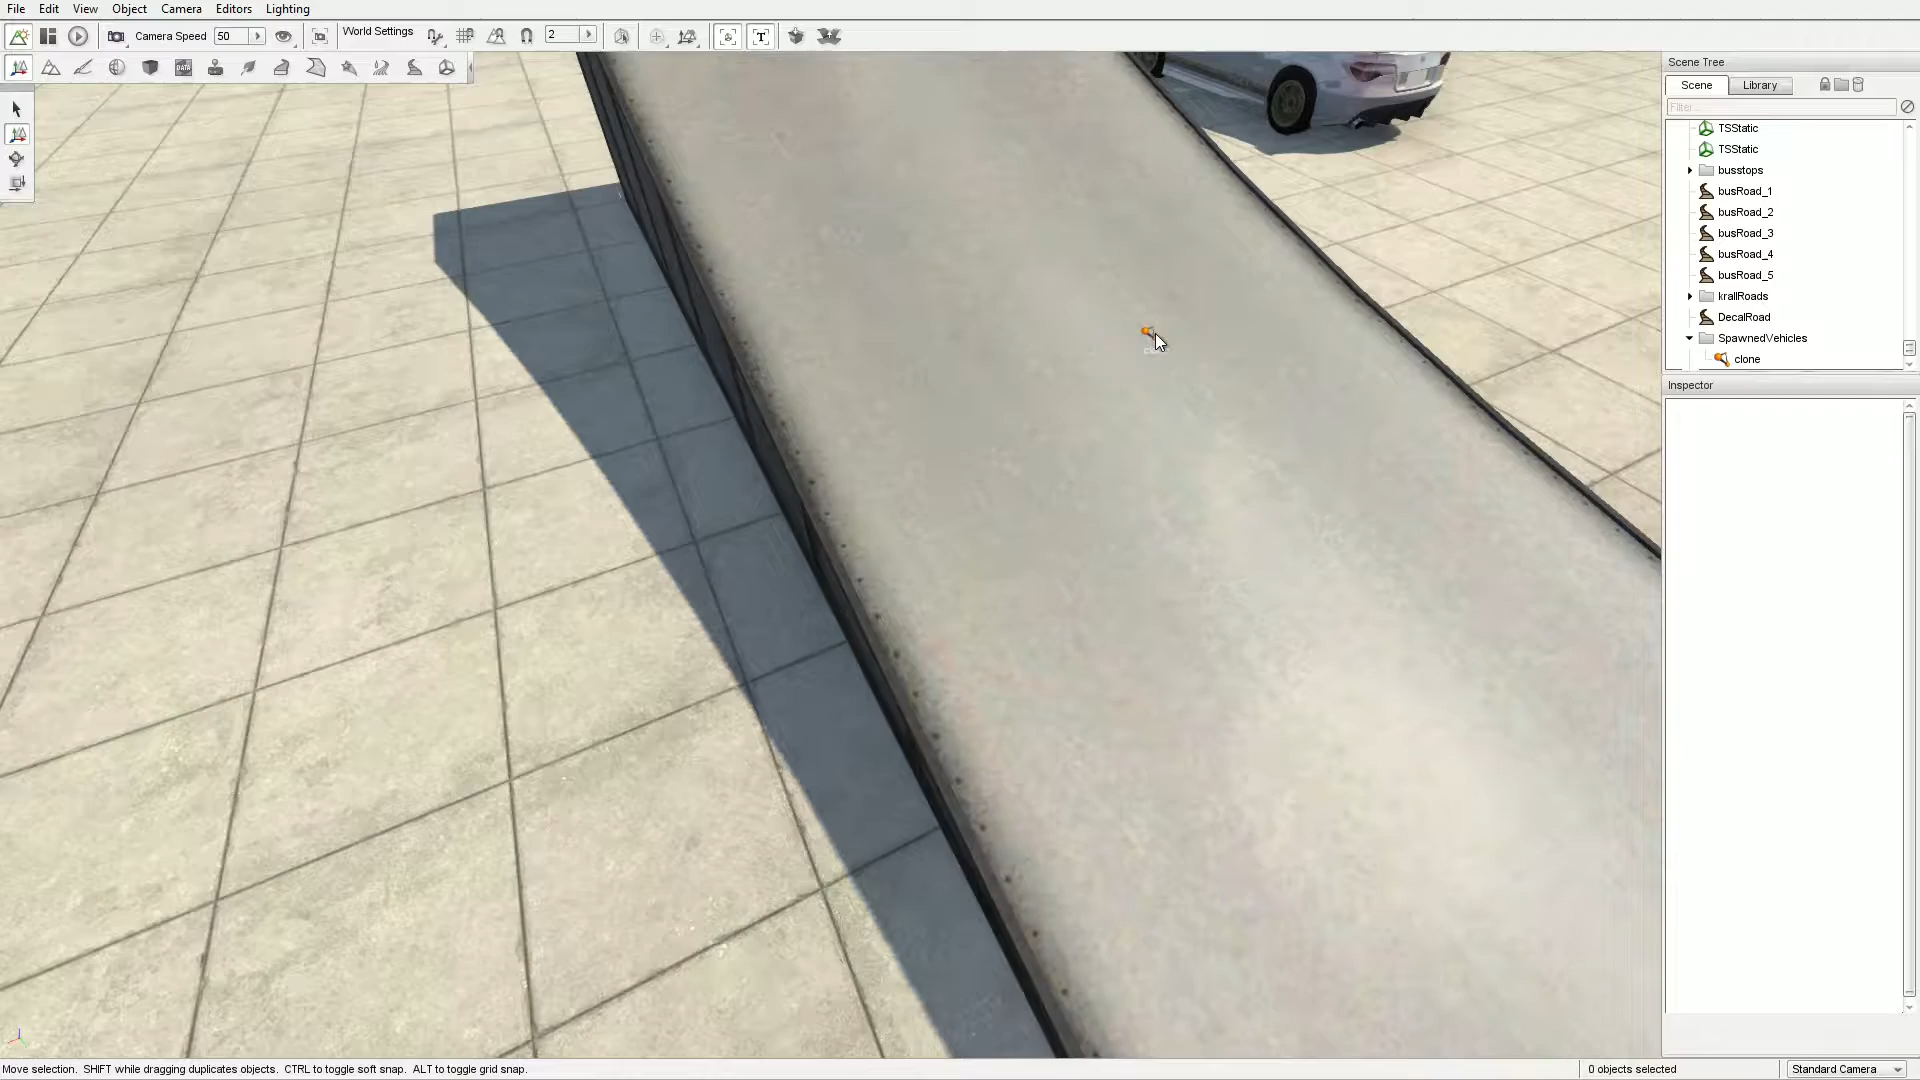 File Edit View Object Camera Editors Lighting
Camera Speed 50 World Settings 2
DATA T
Scene Tree
Scene Library
Filter...
TSStatic
TSStatic
busstops
busRoad_1
busRoad_2
busRoad_3
busRoad_4
busRoad_5
krallRoads
DecalRoad
SpawnedVehicles
clone
Inspector
Move selection. SHIFT while dragging duplicates objects. CTRL to toggle soft snap. ALT to toggle grid snap. 0 objects selected Standard Camera